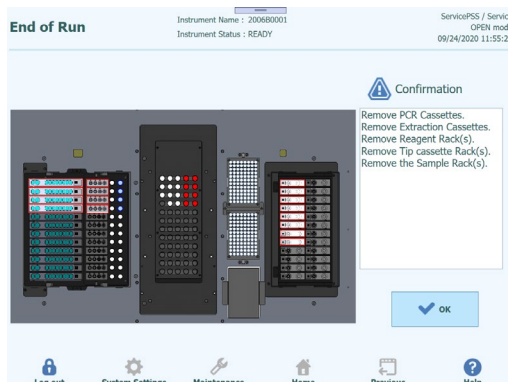 End of Run
Instrument Name : 2006B0001
Instrument Status : READY
ServicePSS / Servic
OPEN mod
09/24/2020 11:55:2
Confirmation
Remove PCR Cassettes.
Remove Extraction Cassettes.
Remove Reagent Rack(s).
Remove Tip cassette Rack(s).
Remove the Sample Rack(s).
OK
Log out System Settings Maintenance Home Previous Help